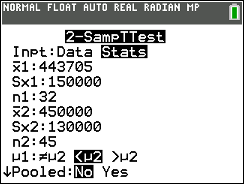 NORMAL FLOAT AUTO REAL RADIAN MP
2-SampTTest
Inpt:Data Stats
x̄1:443705
Sx1:150000
n1:32
x̄2:450000
Sx2:130000
n2:45
μ1:≠μ2 <μ2 >μ2
↓Pooled:No Yes